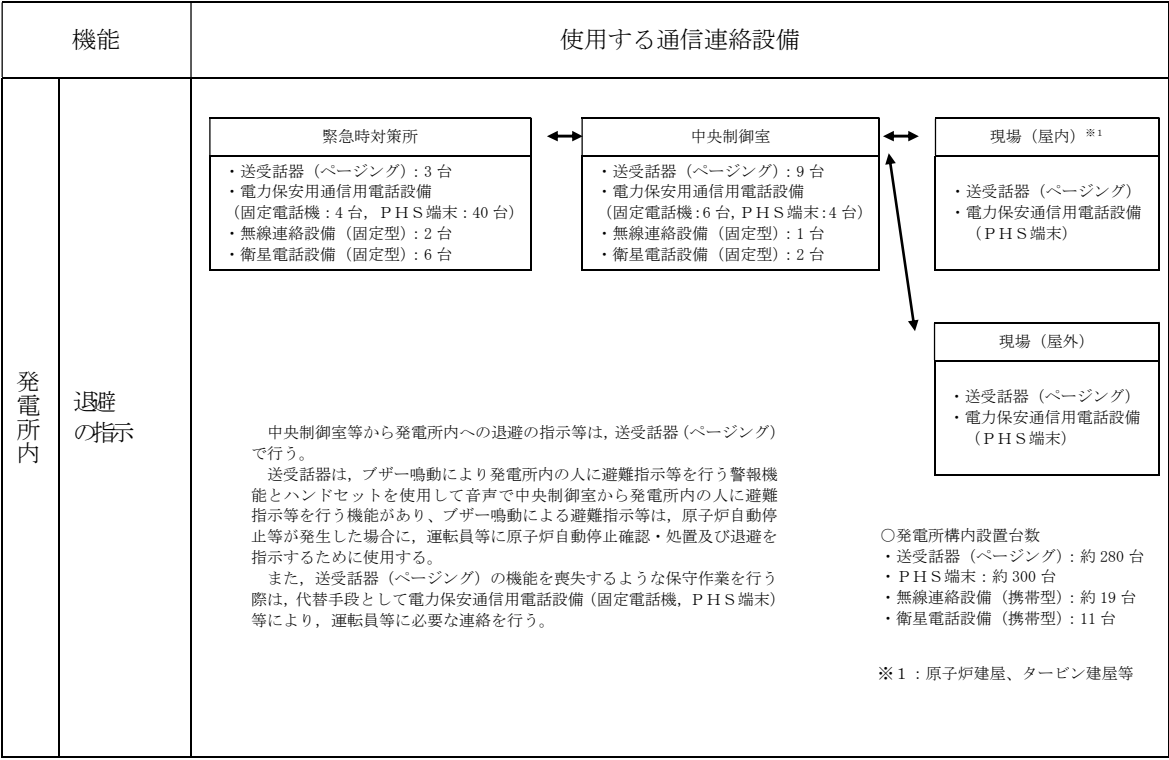 機能
使用する通信連絡設備
発電所内
退避
の指示
緊急時対策所
・送受話器（ページング）：3 台
・電力保安用通信用電話設備
（固定電話機：4 台，ＰＨＳ端末：40 台）
・無線連絡設備（固定型）：2 台
・衛星電話設備（固定型）：6 台
中央制御室
・送受話器（ページング）：9 台
・電力保安用通信用電話設備
（固定電話機：6 台，ＰＨＳ端末：4 台）
・無線連絡設備（固定型）：1 台
・衛星電話設備（固定型）：2 台
現場（屋内）※1
・送受話器（ページング）
・電力保安通信用電話設備
（ＰＨＳ端末）
現場（屋外）
・送受話器（ページング）
・電力保安通信用電話設備
（ＰＨＳ端末）
中央制御室等から発電所内への退避の指示等は，送受話器（ページング）
で行う。
送受話器は，ブザー鳴動により発電所内の人に避難指示等を行う警報機
能とハンドセットを使用して音声で中央制御室から発電所内の人に避難
指示等を行う機能があり、ブザー鳴動による避難指示等は，原子炉自動停
止等が発生した場合に，運転員等に原子炉自動停止確認・処置及び退避を
指示するために使用する。
また，送受話器（ページング）の機能を喪失するような保守作業を行う
際は，代替手段として電力保安通信用電話設備（固定電話機，ＰＨＳ端末）
等により，運転員等に必要な連絡を行う。
○発電所構内設置台数
・送受話器（ページング）：約 280 台
・ＰＨＳ端末：約 300 台
・無線連絡設備（携帯型）：約 19 台
・衛星電話設備（携帯型）：11 台
※１：原子炉建屋、タービン建屋等